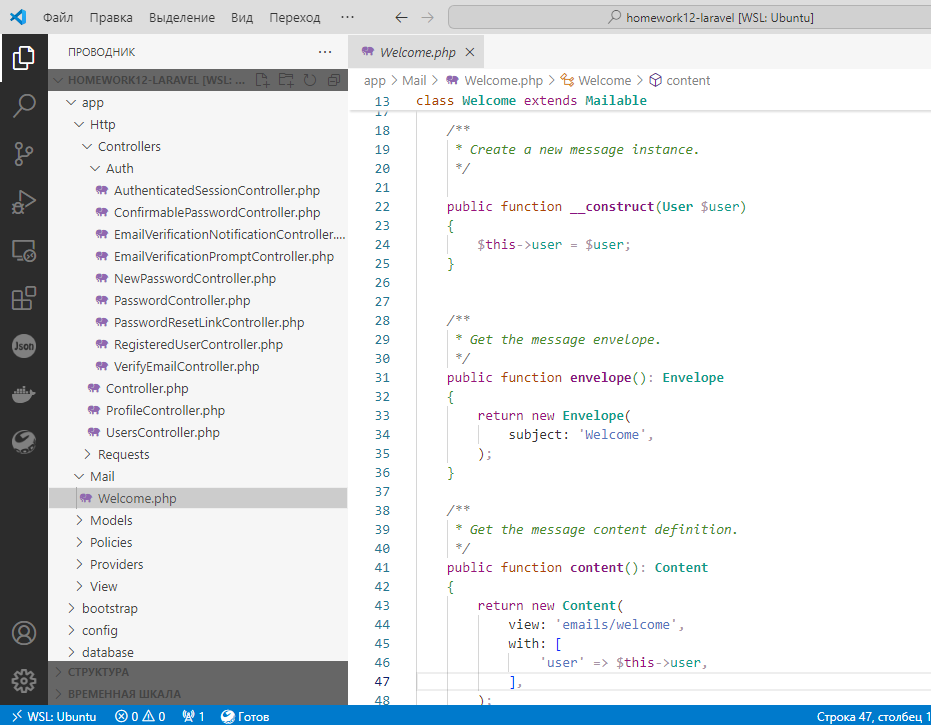 Файл Правка Выделение Вид Переход ··· homework12-laravel [WSL: Ubuntu]
ПРОВОДНИК ···
HOMEWORK12-LARAVEL [WSL: ...
app
Http
Controllers
Auth
AuthenticatedSessionController.php
ConfirmablePasswordController.php
EmailVerificationNotificationController....
EmailVerificationPromptController.php
NewPasswordController.php
PasswordController.php
PasswordResetLinkController.php
RegisteredUserController.php
VerifyEmailController.php
Controller.php
ProfileController.php
UsersController.php
Requests
Mail
Welcome.php
Models
Policies
Providers
View
bootstrap
config
database
СТРУКТУРА
ВРЕМЕННАЯ ШКАЛА
Json
Welcome.php ×
app > Mail > Welcome.php > Welcome > content
13 class Welcome extends Mailable
17
18 /**
19 * Create a new message instance.
20 */
21
22 public function __construct(User $user)
23 {
24 $this->user = $user;
25 }
26
27
28 /**
29 * Get the message envelope.
30 */
31 public function envelope(): Envelope
32 {
33 return new Envelope(
34 subject: 'Welcome',
35 );
36 }
37
38 /**
39 * Get the message content definition.
40 */
41 public function content(): Content
42 {
43 return new Content(
44 view: 'emails/welcome',
45 with: [
46 'user' => $this->user,
47 ],
48 );
WSL: Ubuntu 0 0 1 Готов Строка 47, столбец 1